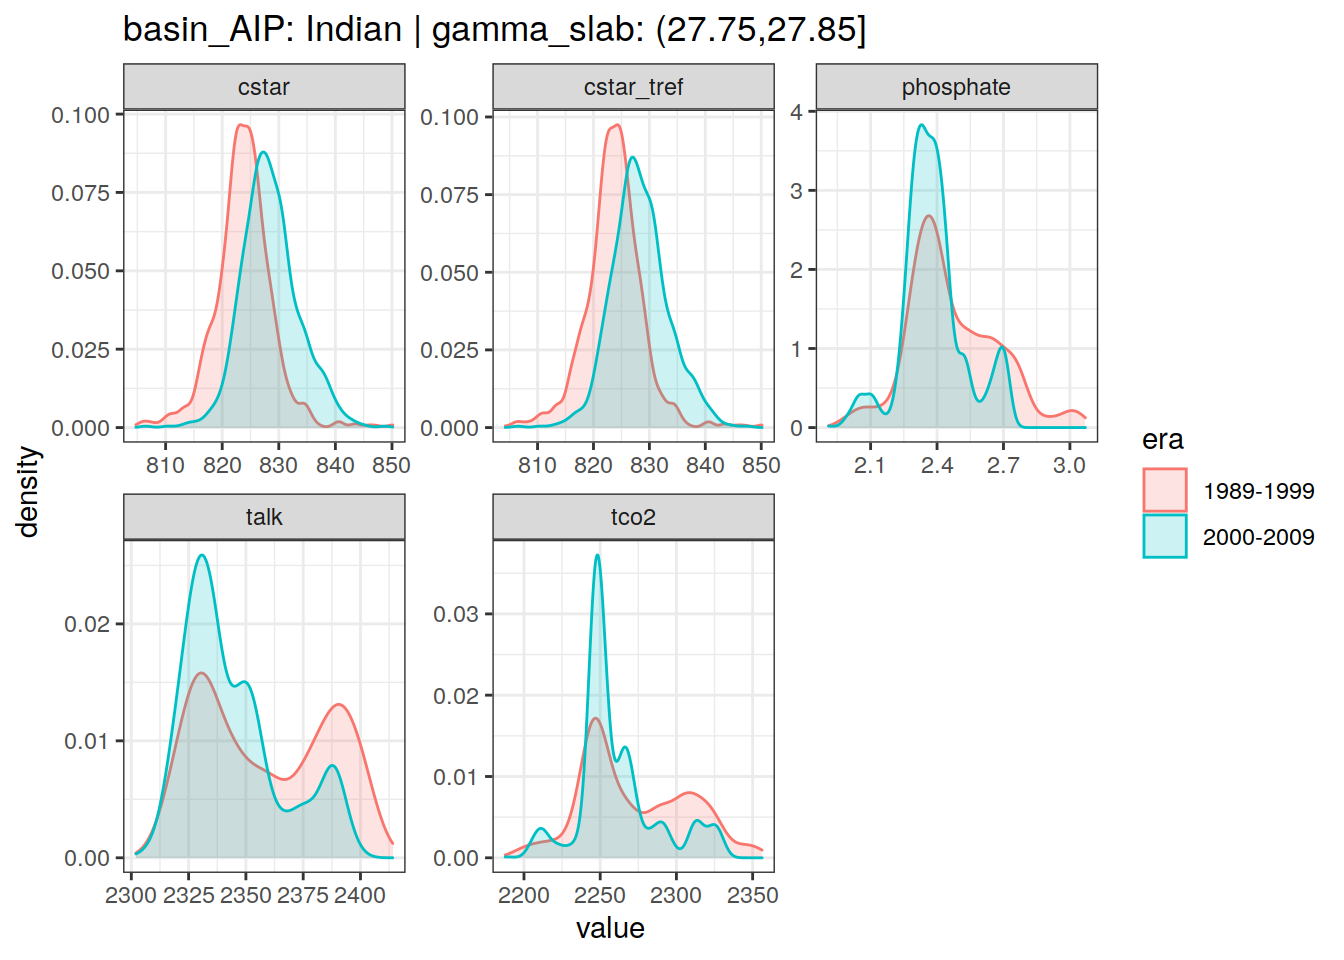 basin_AIP: Indian | gamma_slab: (27.75,27.85]
cstar
cstar_tref
phosphate
0.100
0.075
0.050
0.025
0.000
810 820 830 840 850
0.100
0.075
0.050
0.025
0.000
810 820 830 840 850
4
3
2
1
0
2.1 2.4 2.7 3.0
density
talk
tco2
0.02
0.01
0.00
2300 2325 2350 2375 2400
0.03
0.02
0.01
0.00
2200 2250 2300 2350
value
era
1989-1999
2000-2009